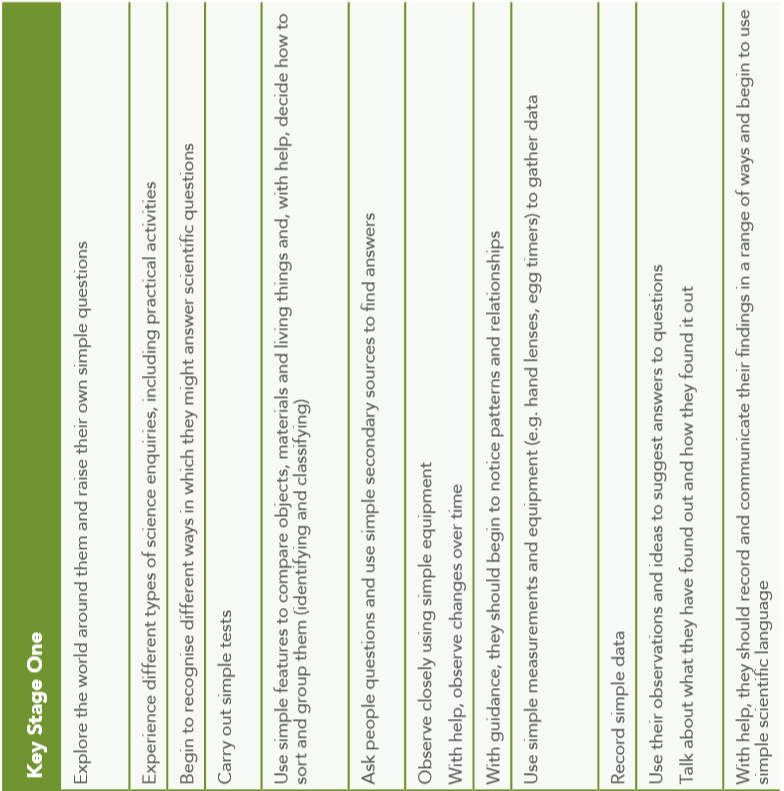 Key Stage One
Explore the world around them and raise their own simple questions
Experience different types of science enquiries, including practical activities
Begin to recognise different ways in which they might answer scientific questions
Carry out simple tests
Use simple features to compare objects, materials and living things and, with help, decide how to
sort and group them (identifying and classifying)
Ask people questions and use simple secondary sources to find answers
Observe closely using simple equipment
With help, observe changes over time
With guidance, they should begin to notice patterns and relationships
Use simple measurements and equipment (e.g. hand lenses, egg timers) to gather data
Record simple data
Use their observations and ideas to suggest answers to questions
Talk about what they have found out and how they found it out
With help, they should record and communicate their findings in a range of ways and begin to use
simple scientific language